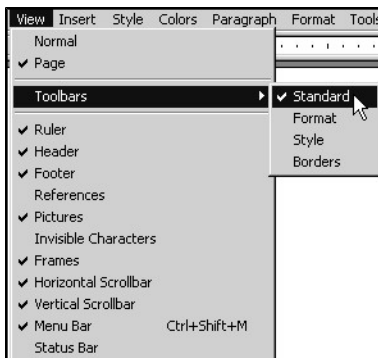 View Insert Style Colors Paragraph Format Tools
Normal
✔ Page
Toolbars
✔ Standard
Format
Style
Borders
✔ Ruler
✔ Header
✔ Footer
References
✔ Pictures
Invisible Characters
✔ Frames
✔ Horizontal Scrollbar
✔ Vertical Scrollbar
✔ Menu Bar Ctrl+Shift+M
Status Bar